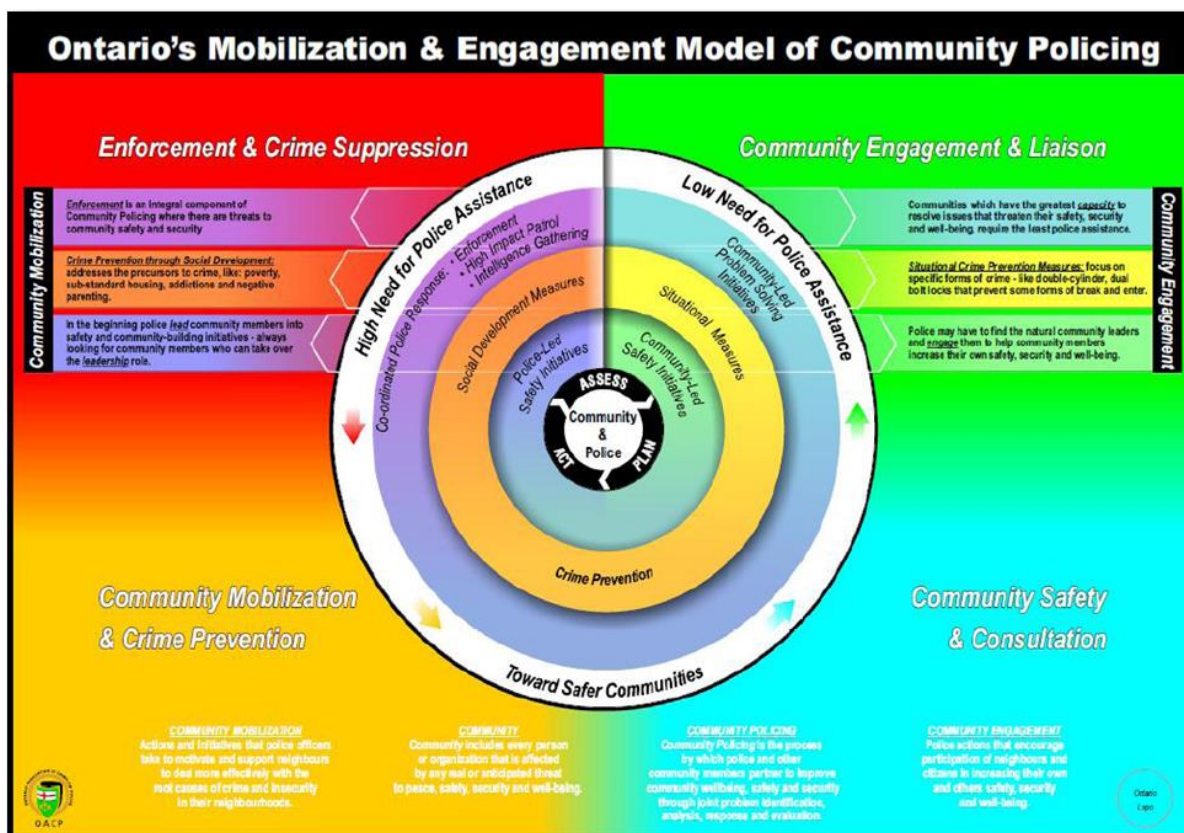 Ontario's Mobilization & Engagement Model of Community Policing
Enforcement & Crime Suppression
Community Engagement & Liaison
Community Mobilization
Enforcement is an integral component of
Community Policing where there are threats to
community safety and security
Crime Prevention through Social Development:
addresses the precursors to crime, like: poverty,
sub-standard housing, addictions and negative
parenting.
In the beginning police lead community members into
safety and community-building initiatives - always
looking for community members who can take over
the leadership role.
High Need for Police Assistance
Low Need for Police Assistance
Co-ordinated Police Response:
• Enforcement
• High Impact Patrol
• Intelligence Gathering
Social Development Measures
Police-Led
Safety Initiatives
Community-Led
Problem Solving
Initiatives
Situational Measures
Community-Led
Safety Initiatives
ASSESS
Community
&
Police
ACT
PLAN
Crime Prevention
Toward Safer Communities
Communities which have the greatest capacity to
resolve issues that threaten their safety, security
and well-being, require the least police assistance.
Situational Crime Prevention Measures: focus on
specific forms of crime - like double-cylinder, dual
bolt locks that prevent some forms of break and enter.
Police may have to find the natural community leaders
and engage them to help community members
increase their own safety, security and well-being.
Community Engagement
Community Mobilization
& Crime Prevention
Community Safety
& Consultation
COMMUNITY MOBILIZATION
Actions and initiatives that police officers
take to motivate and support neighbours
to deal more effectively with the
root causes of crime and insecurity
in their neighbourhoods.
COMMUNITY
Community includes every person
or organization that is affected
by any real or anticipated threat
to peace, safety, security and well-being.
COMMUNITY POLICING
Community Policing is the process
by which police and other
community members partner to improve
community wellbeing, safety and security
through joint problem identification,
analysis, response and evaluation.
COMMUNITY ENGAGEMENT
Police actions that encourage
participation of neighbours and
citizens in increasing their own
and others safety, security
and well-being.
OACP
Ontario